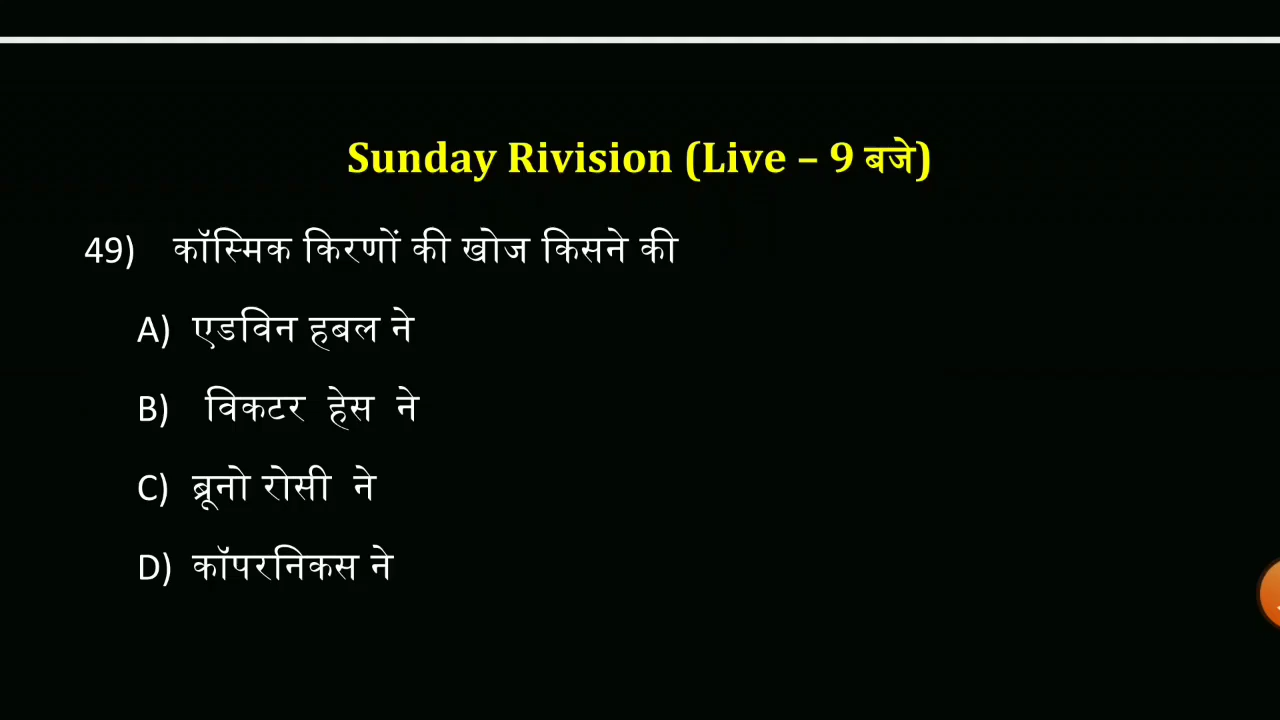 Sunday Rivision (Live – 9 बजे)
49) कॉस्मिक किरणों की खोज किसने की
A) एडविन हबल ने
B) विकटर हेस ने
C) ब्रूनो रोसी ने
D) कॉपरनिकस ने